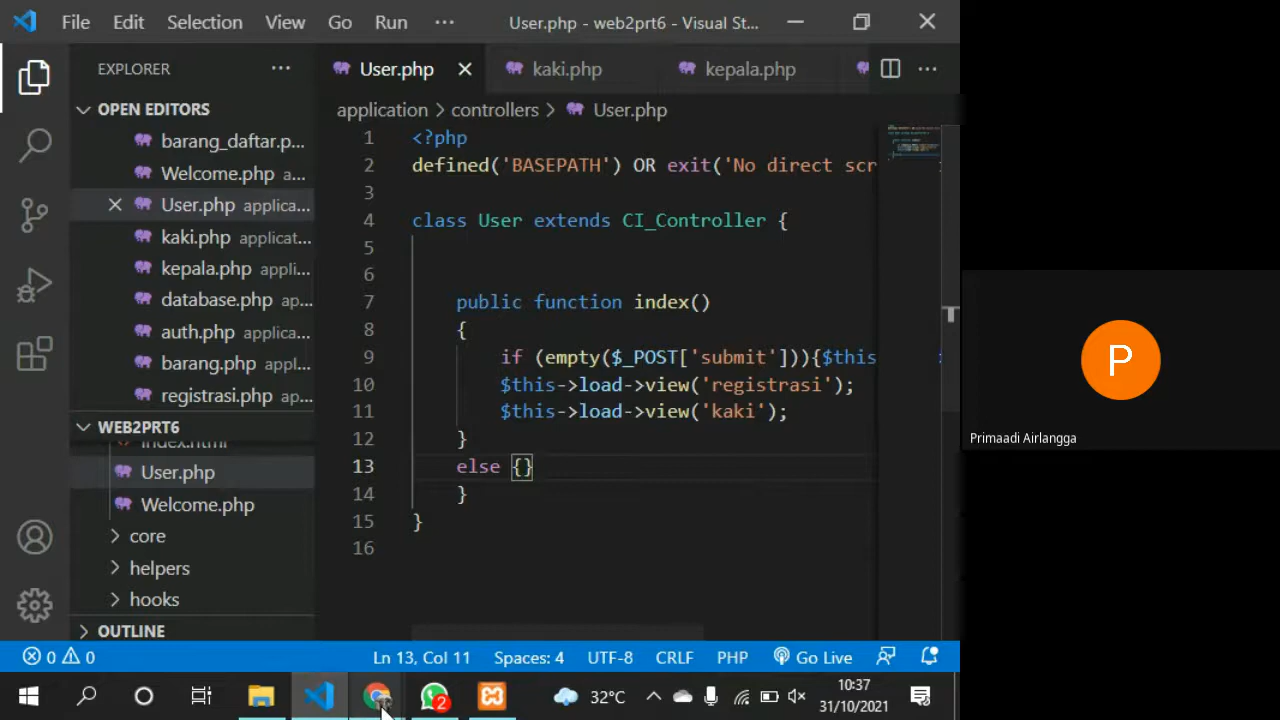 File Edit Selection View Go Run ··· User.php - web2prt6 - Visual St...
EXPLORER ···
OPEN EDITORS
barang_daftar.p...
Welcome.php a...
User.php applica...
kaki.php applicat...
kepala.php appli...
database.php ap...
auth.php applica...
barang.php appl...
registrasi.php ap...
WEB2PRT6
index.html
User.php
Welcome.php
core
helpers
hooks
OUTLINE
User.php kaki.php kepala.php ···
application > controllers > User.php
1 <?php
2 defined('BASEPATH') OR exit('No direct scr
3
4 class User extends CI_Controller {
5
6
7 public function index()
8 {
9 if (empty($_POST['submit'])){$this
10 $this->load->view('registrasi');
11 $this->load->view('kaki');
12 }
13 else {}
14 }
15 }
16
0 0 Ln 13, Col 11 Spaces: 4 UTF-8 CRLF PHP Go Live
2 32°C 10:37
31/10/2021
P
Primaadi Airlangga